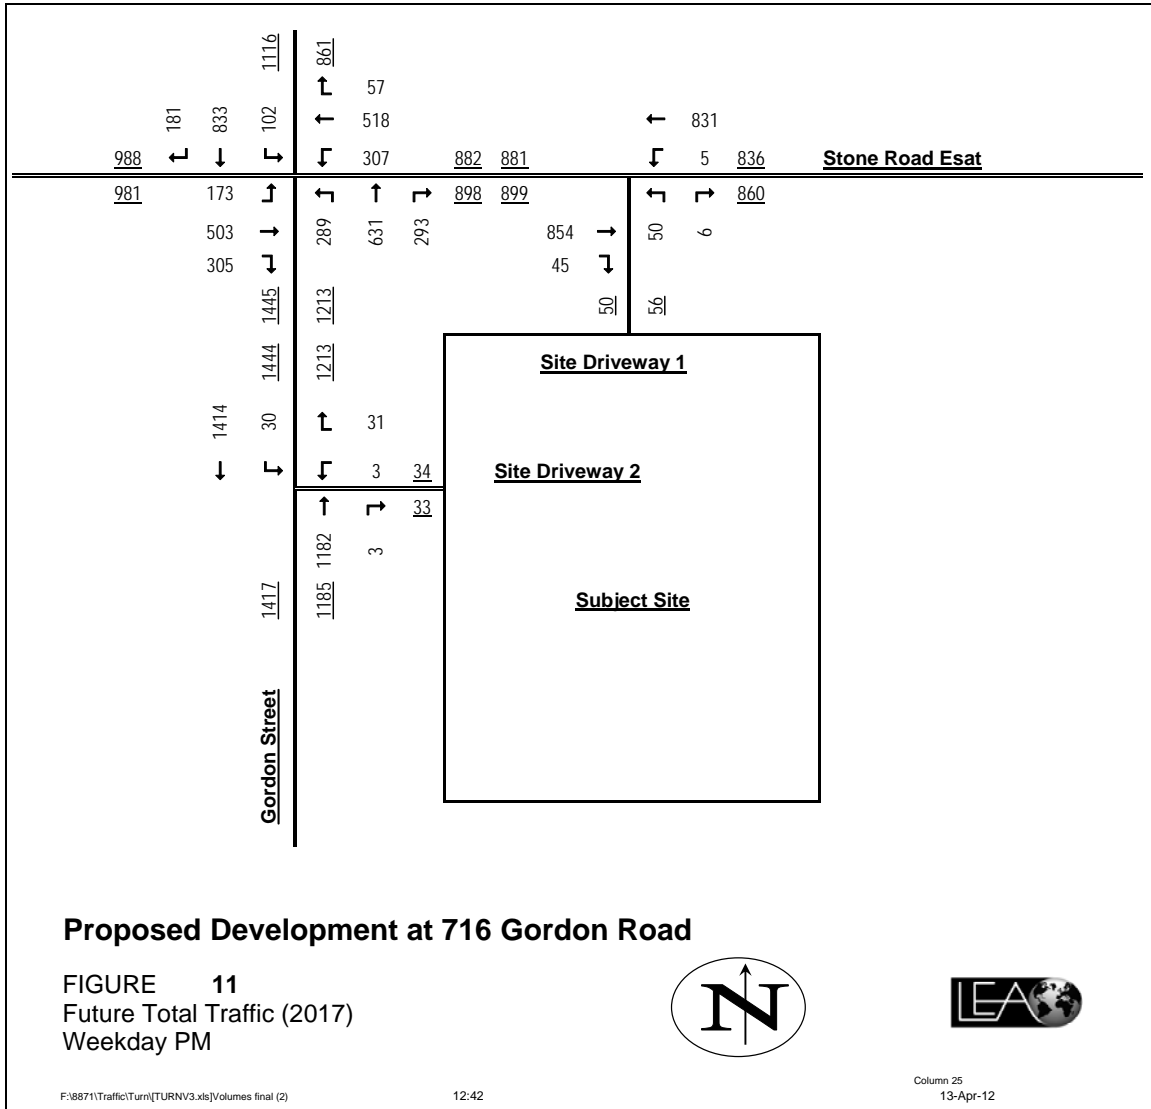 1116 861
57
181 833 102 518 831
988 307 882 881 5 836 Stone Road Esat
981 173 898 899 860
503 289 631 293 854 50 6
305 45
1445 1213 50 56
1444 1213 Site Driveway 1
1414 30 31
3 34 Site Driveway 2
33
1182 3
1417 1185 Subject Site
Gordon Street
Proposed Development at 716 Gordon Road
FIGURE 11
Future Total Traffic (2017)
Weekday PM
N
LEA
F:\8871\Traffic\Turn\[TURNV3.xls]Volumes final (2) 12:42
Column 25
13-Apr-12